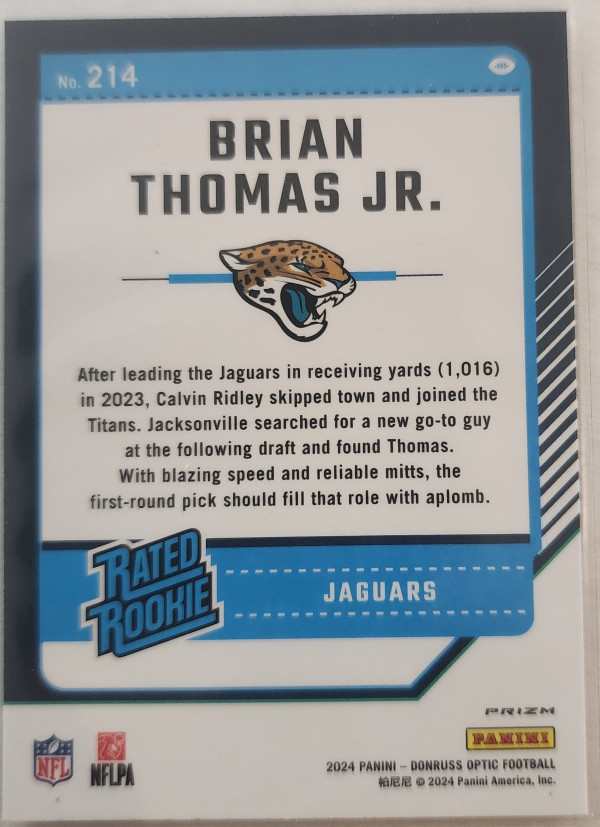 No. 214
BRIAN
THOMAS JR.
After leading the Jaguars in receiving yards (1,016)
in 2023, Calvin Ridley skipped town and joined the
Titans. Jacksonville searched for a new go-to guy
at the following draft and found Thomas.
With blazing speed and reliable mitts, the
first-round pick should fill that role with aplomb.
RATED
ROOKIE
JAGUARS
PRIZM
PANINI
NFL
NFLPA
2024 PANINI – DONRUSS OPTIC FOOTBALL
帕尼尼 © 2024 Panini America, Inc.